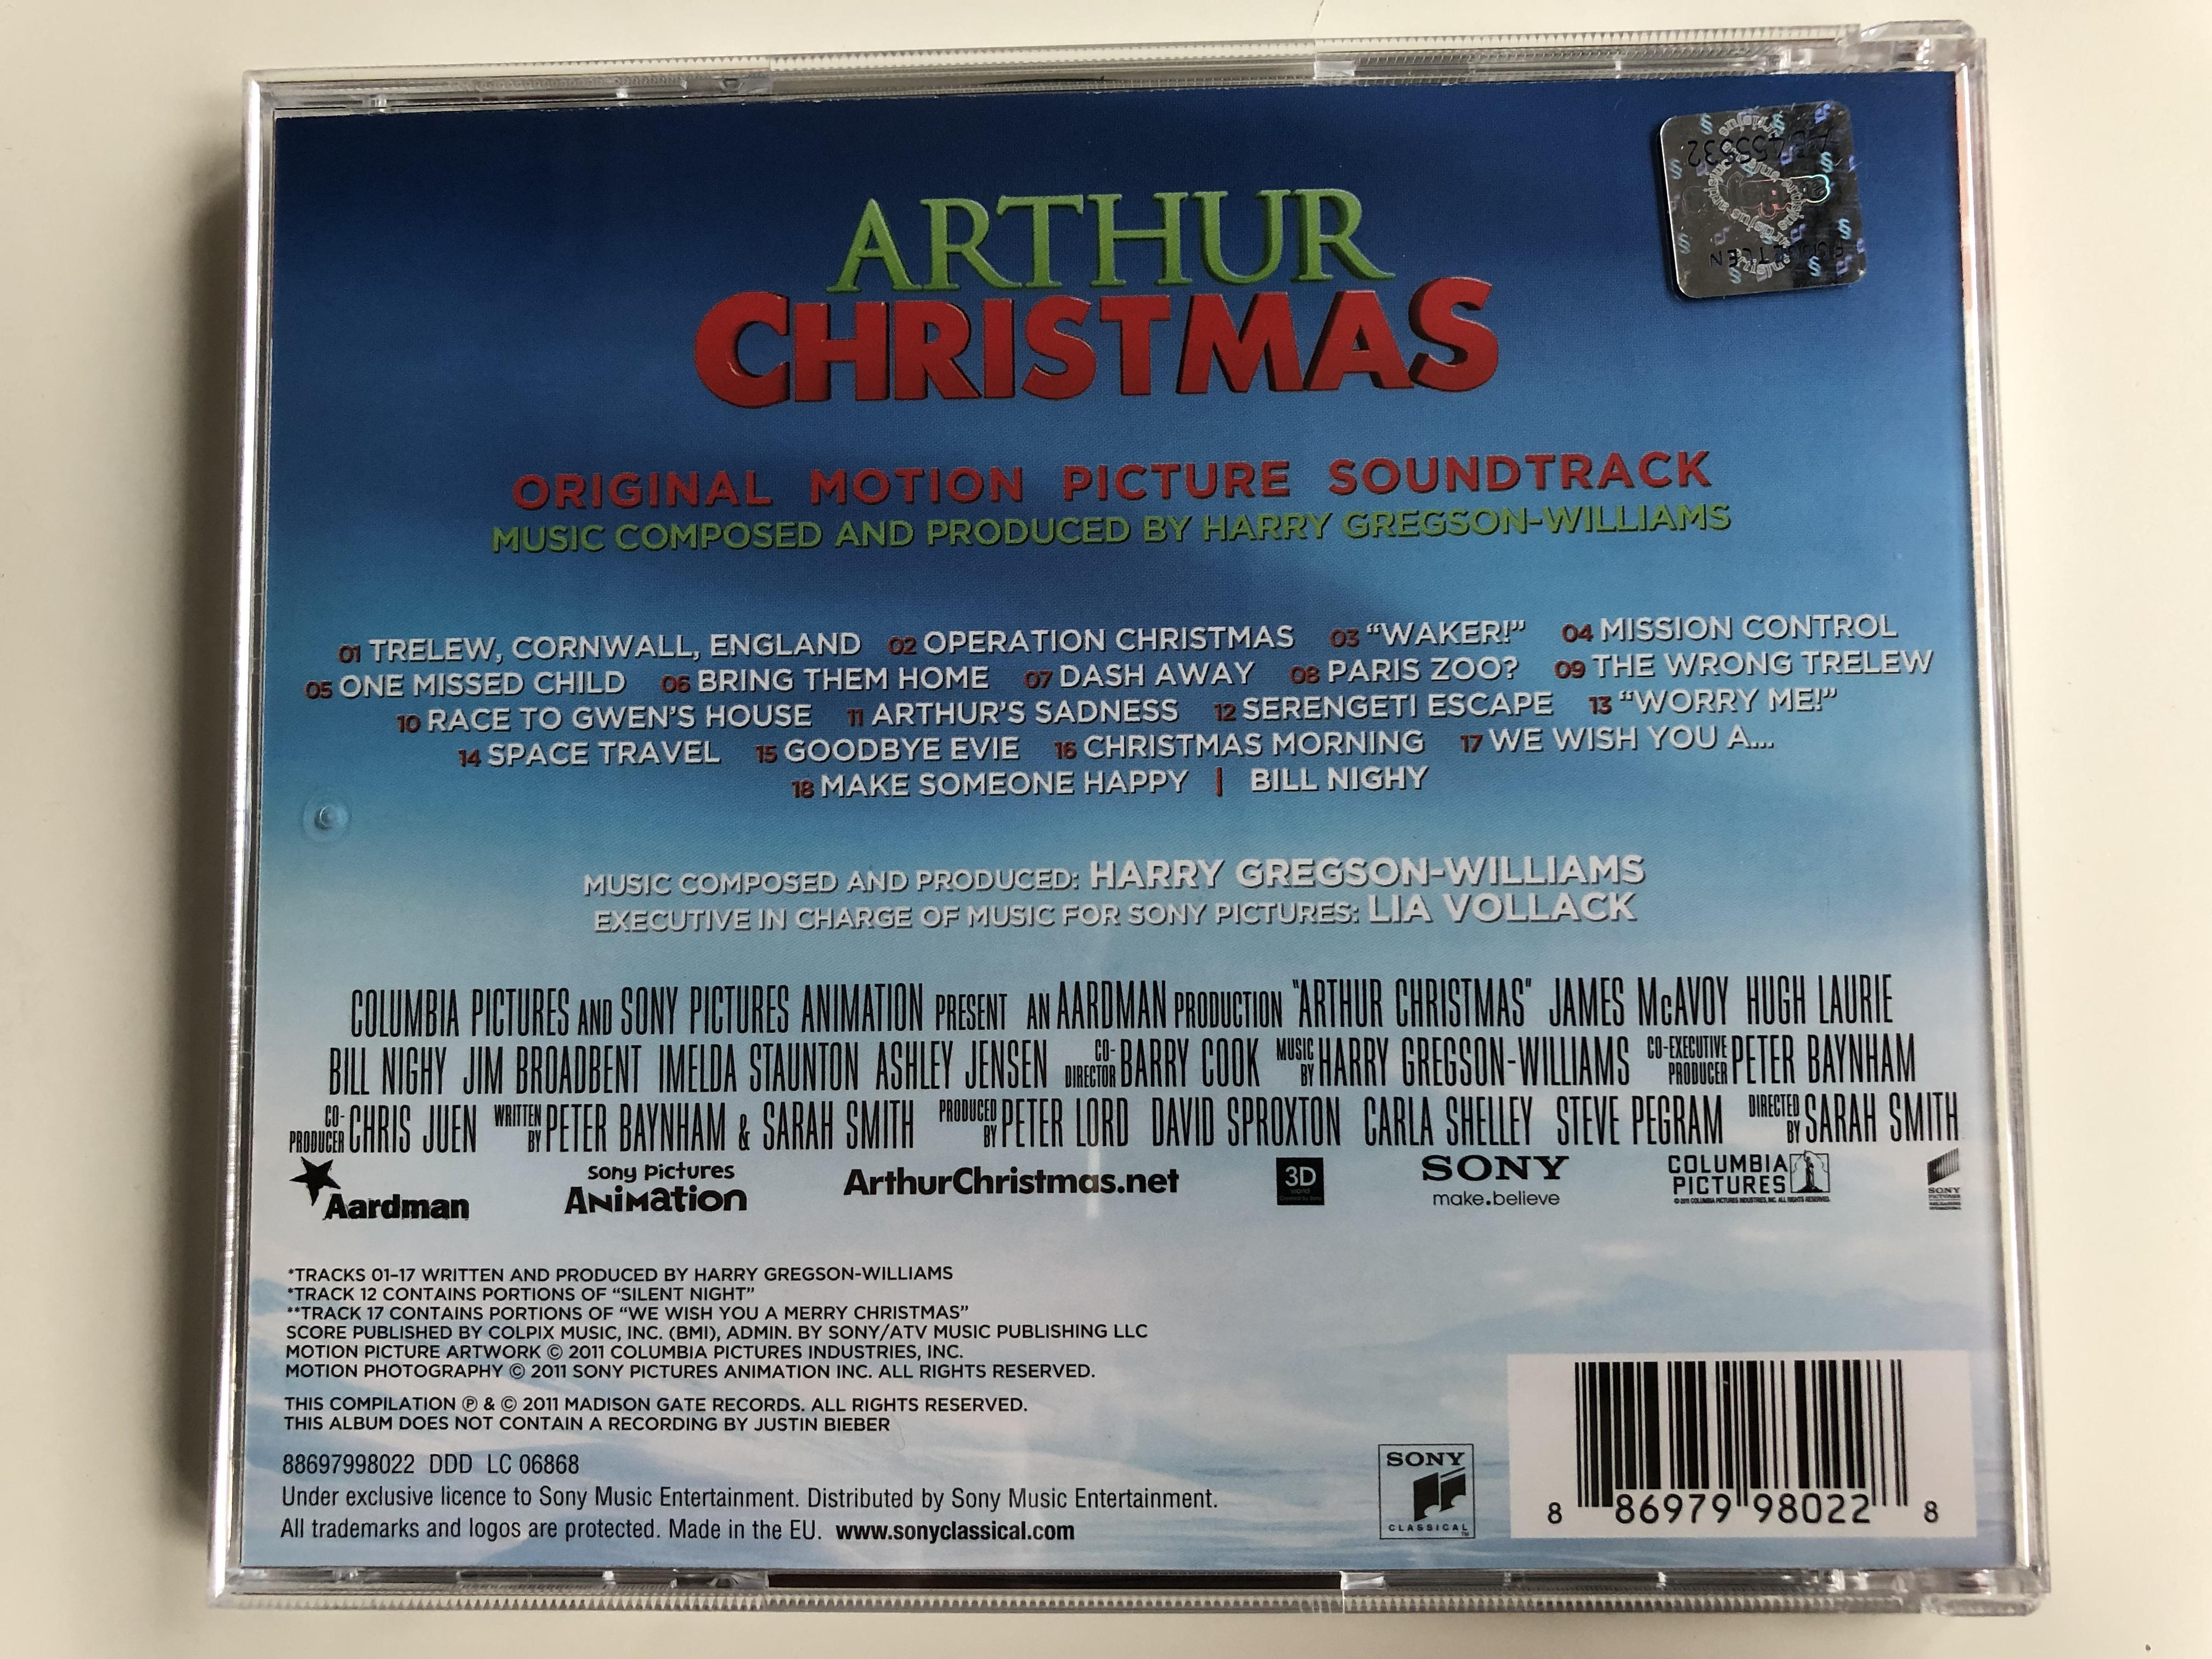 ARTHUR
CHRISTMAS
ORIGINAL MOTION PICTURE SOUNDTRACK
MUSIC COMPOSED AND PRODUCED BY HARRY GREGSON-WILLIAMS
01 TRELEW, CORNWALL, ENGLAND 02 OPERATION CHRISTMAS 03 “WAKER!” 04 MISSION CONTROL
05 ONE MISSED CHILD 06 BRING THEM HOME 07 DASH AWAY 08 PARIS ZOO? 09 THE WRONG TRELEW
10 RACE TO GWEN'S HOUSE 11 ARTHUR'S SADNESS 12 SERENGETI ESCAPE 13 “WORRY ME!”
14 SPACE TRAVEL 15 GOODBYE EVIE 16 CHRISTMAS MORNING 17 WE WISH YOU A...
18 MAKE SOMEONE HAPPY | BILL NIGHY
MUSIC COMPOSED AND PRODUCED: HARRY GREGSON-WILLIAMS
EXECUTIVE IN CHARGE OF MUSIC FOR SONY PICTURES: LIA VOLLACK
COLUMBIA PICTURES AND SONY PICTURES ANIMATION PRESENT AN AARDMAN PRODUCTION "ARTHUR CHRISTMAS" JAMES McAVOY HUGH LAURIE
BILL NIGHY JIM BROADBENT IMELDA STAUNTON ASHLEY JENSEN CO-DIRECTOR BARRY COOK MUSIC BY HARRY GREGSON-WILLIAMS CO-EXECUTIVE PRODUCER PETER BAYNHAM
CO-PRODUCER CHRIS JUEN WRITTEN BY PETER BAYNHAM & SARAH SMITH PRODUCED BY PETER LORD DAVID SPROXTON CARLA SHELLEY STEVE PEGRAM DIRECTED BY SARAH SMITH
Aardman Sony Pictures Animation ArthurChristmas.net 3D world SONY make.believe COLUMBIA PICTURES SONY PICTURES
*TRACKS 01-17 WRITTEN AND PRODUCED BY HARRY GREGSON-WILLIAMS
*TRACK 12 CONTAINS PORTIONS OF “SILENT NIGHT”
**TRACK 17 CONTAINS PORTIONS OF “WE WISH YOU A MERRY CHRISTMAS”
SCORE PUBLISHED BY COLPIX MUSIC, INC. (BMI), ADMIN. BY SONY/ATV MUSIC PUBLISHING LLC
MOTION PICTURE ARTWORK © 2011 COLUMBIA PICTURES INDUSTRIES, INC.
MOTION PHOTOGRAPHY © 2011 SONY PICTURES ANIMATION INC. ALL RIGHTS RESERVED.
THIS COMPILATION ℗ & © 2011 MADISON GATE RECORDS. ALL RIGHTS RESERVED.
THIS ALBUM DOES NOT CONTAIN A RECORDING BY JUSTIN BIEBER
88697998022 DDD LC 06868
Under exclusive licence to Sony Music Entertainment. Distributed by Sony Music Entertainment.
All trademarks and logos are protected. Made in the EU. www.sonyclassical.com
SONY CLASSICAL
8 86979 98022 8